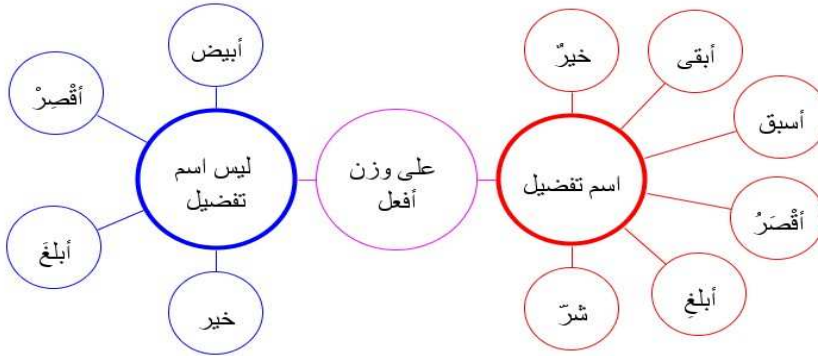 خيرٌ
أبقى
أسبق
أقْصَرُ
أبلغِ
شرّ
اسم تفضيل
على وزن
أفعل
ليس اسم
تفضيل
أبيض
أقْصِرْ
أبلغَ
خير